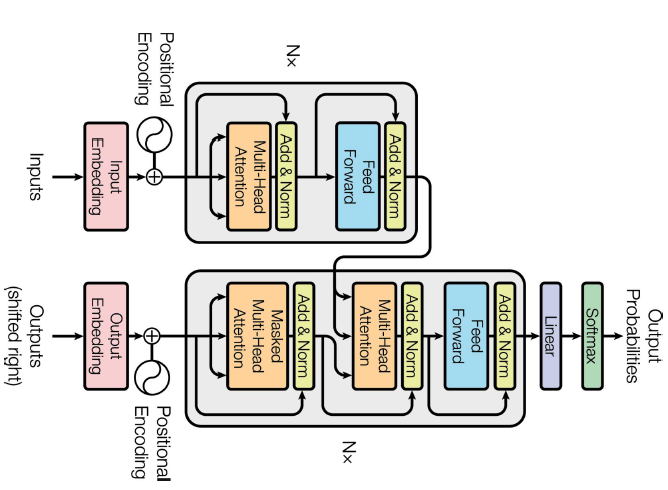 Output
Probabilities
Softmax
Linear
Add & Norm
Feed
Forward
Add & Norm
Multi-Head
Attention
Add & Norm
Masked
Multi-Head
Attention
Nx
Output
Embedding
Positional
Encoding
Outputs
(shifted right)
Add & Norm
Feed
Forward
Add & Norm
Multi-Head
Attention
Nx
Positional
Encoding
Input
Embedding
Inputs